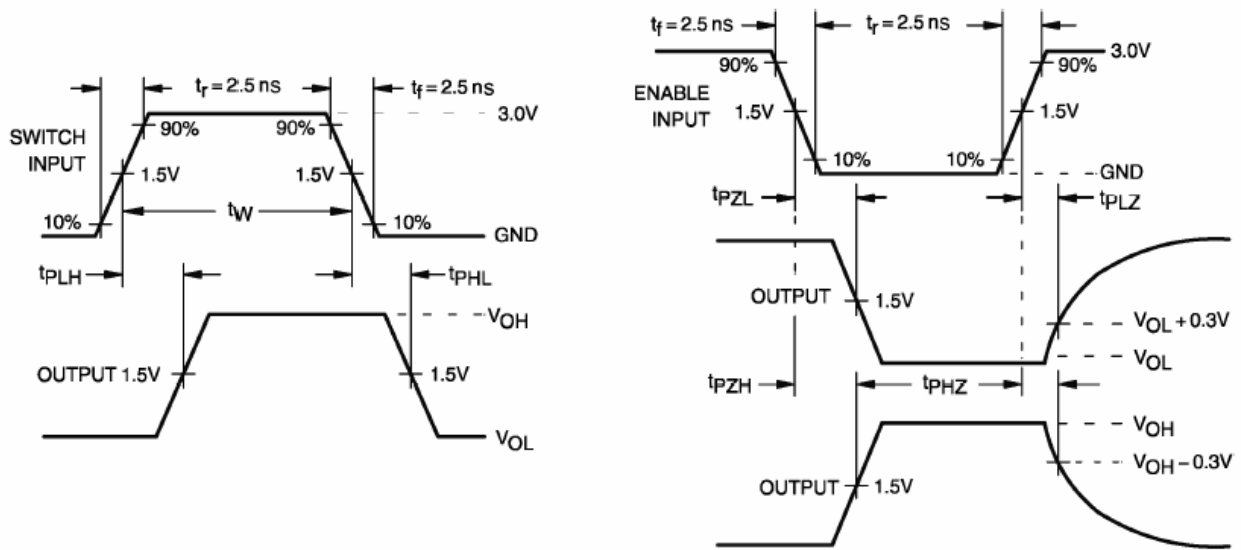 tr = 2.5 ns
tf = 2.5 ns
3.0V
SWITCH
INPUT
90%
90%
1.5V
1.5V
tW
10%
10%
GND
tPLH
tPHL
VOH
OUTPUT 1.5V
1.5V
VOL
tf = 2.5 ns
tr = 2.5 ns
3.0V
90%
90%
ENABLE
INPUT
1.5V
1.5V
10%
10%
GND
tPZL
tPLZ
OUTPUT
1.5V
VOL + 0.3V
VOL
tPZH
tPHZ
VOH
VOH – 0.3V
OUTPUT
1.5V